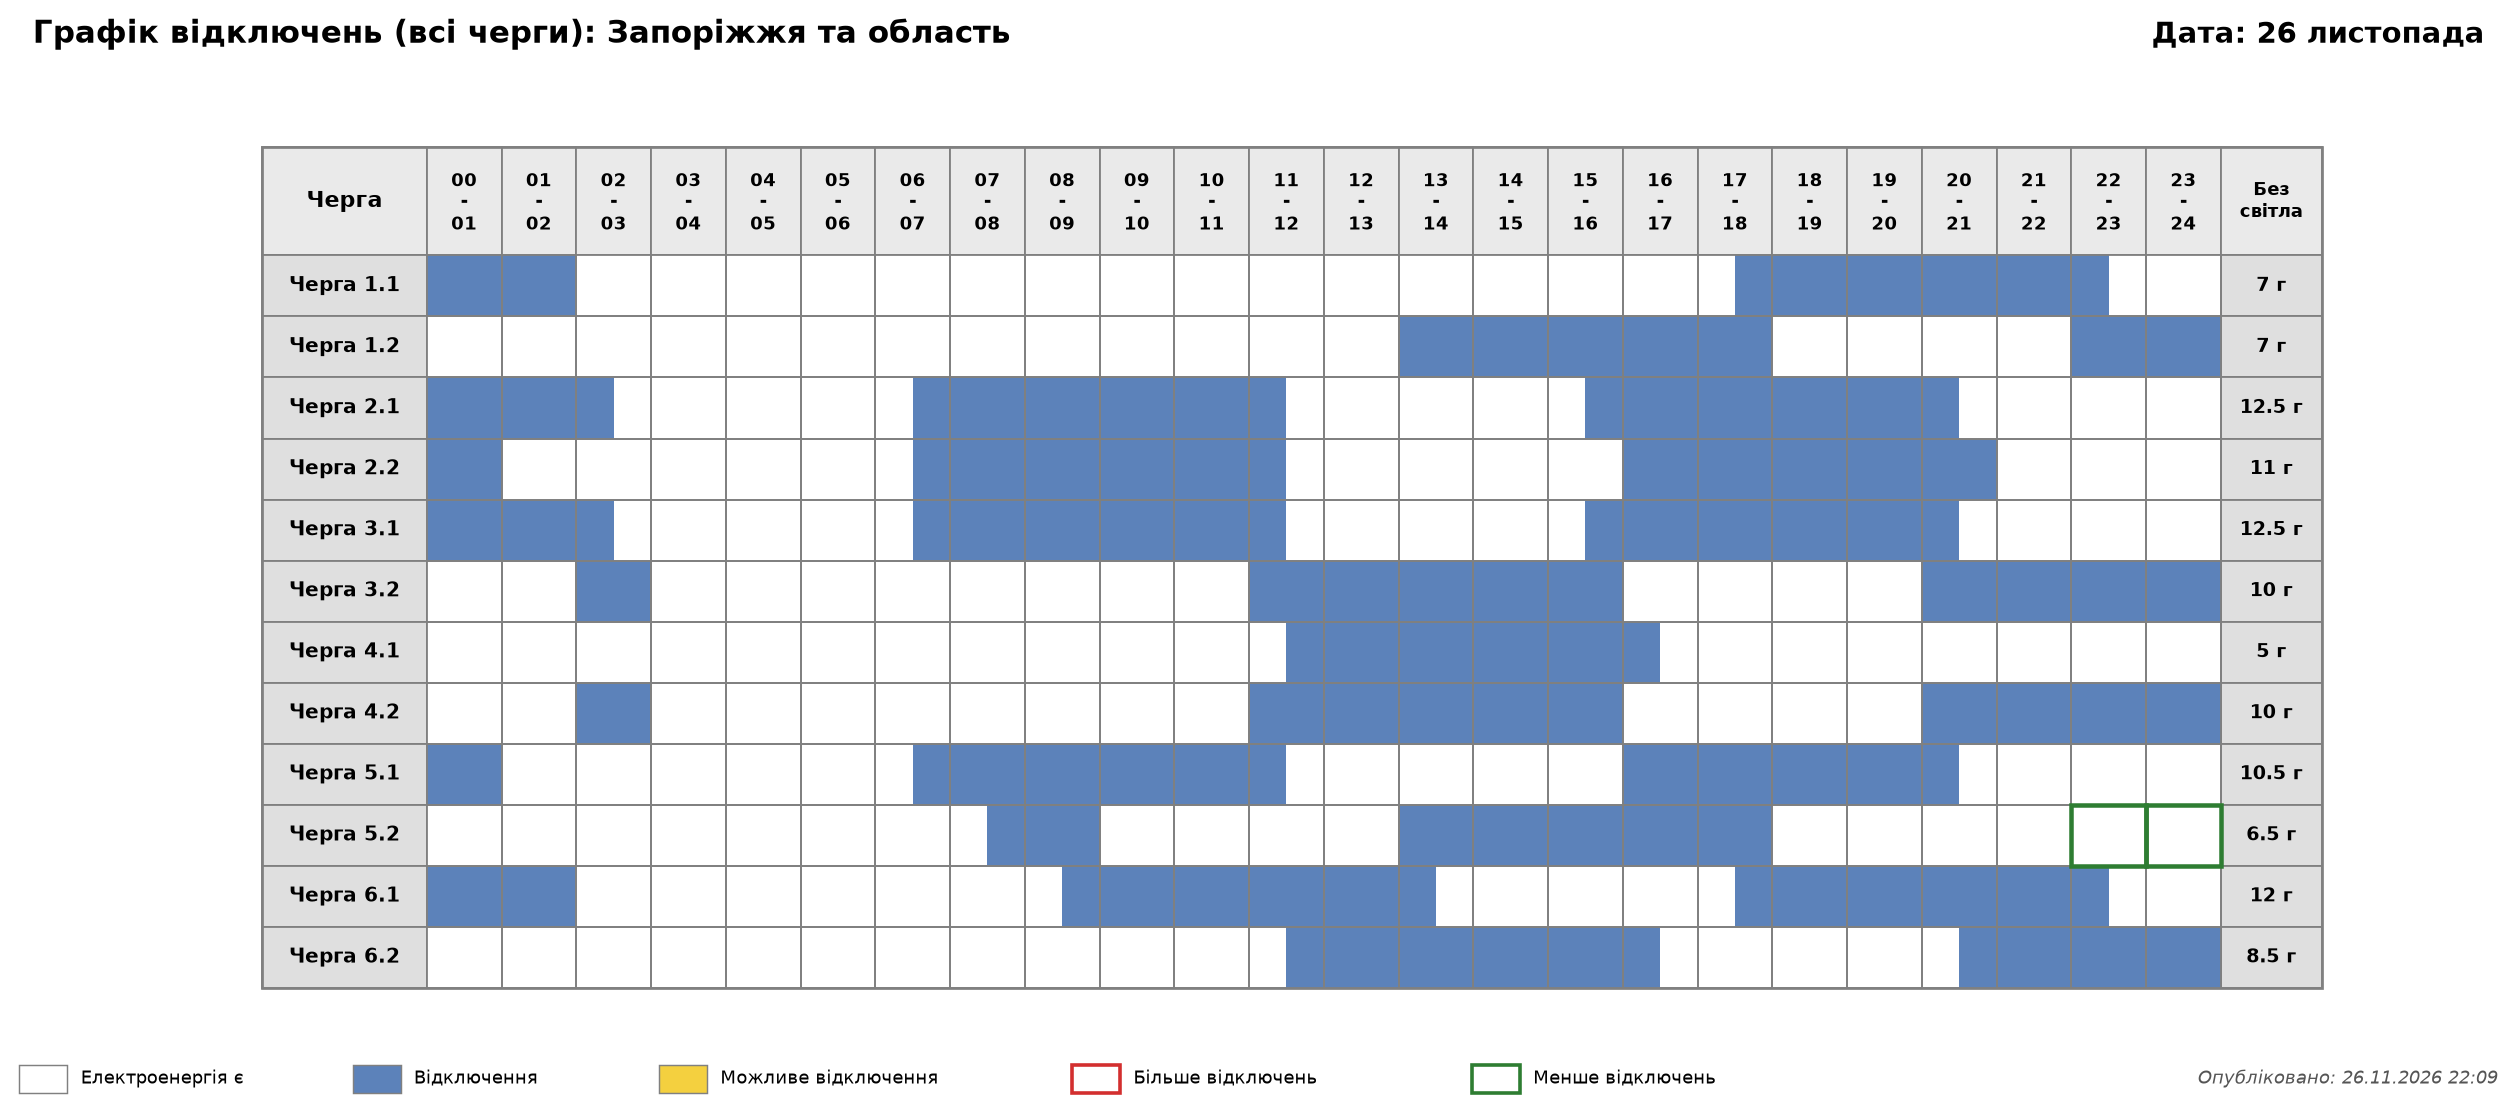 Графік відключень (всі черги): Запоріжжя та область
Дата: 26 листопада
Черга 00 - 01 01 - 02 02 - 03 03 - 04 04 - 05 05 - 06 06 - 07 07 - 08 08 - 09 09 - 10 10 - 11 11 - 12 12 - 13 13 - 14 14 - 15 15 - 16 16 - 17 17 - 18 18 - 19 19 - 20 20 - 21 21 - 22 22 - 23 23 - 24 Без світла
Черга 1.1 7 г
Черга 1.2 7 г
Черга 2.1 12.5 г
Черга 2.2 11 г
Черга 3.1 12.5 г
Черга 3.2 10 г
Черга 4.1 5 г
Черга 4.2 10 г
Черга 5.1 10.5 г
Черга 5.2 6.5 г
Черга 6.1 12 г
Черга 6.2 8.5 г
Електроенергія є Відключення Можливе відключення Більше відключень Менше відключень
Опубліковано: 26.11.2026 22:09